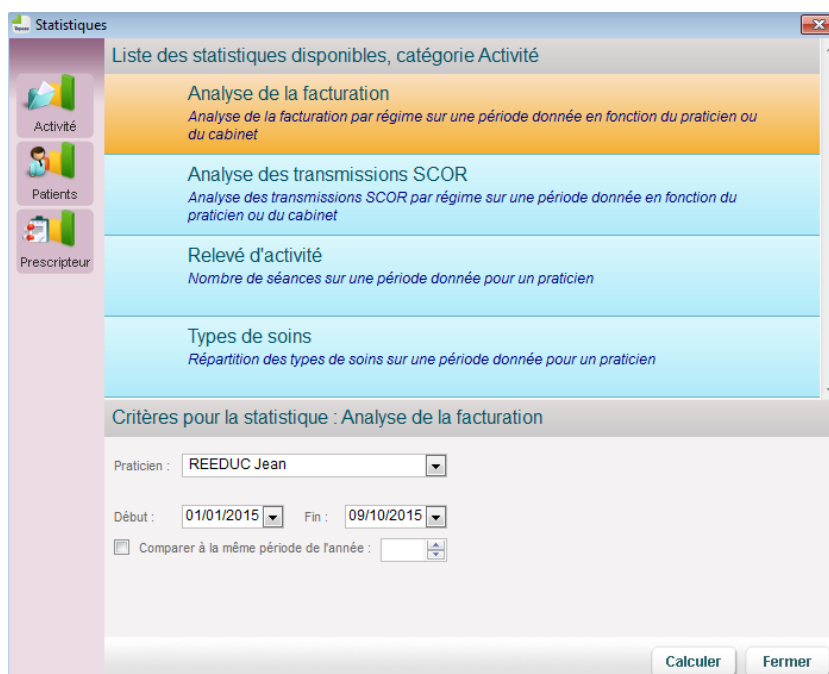 Statistiques
Liste des statistiques disponibles, catégorie Activité
Activité
Patients
Prescripteur
Analyse de la facturation
Analyse de la facturation par régime sur une période donnée en fonction du praticien ou
du cabinet
Analyse des transmissions SCOR
Analyse des transmissions SCOR par régime sur une période donnée en fonction du
praticien ou du cabinet
Relevé d'activité
Nombre de séances sur une période donnée pour un praticien
Types de soins
Répartition des types de soins sur une période donnée pour un praticien
Critères pour la statistique : Analyse de la facturation
Praticien : REEDUC Jean
Début : 01/01/2015 Fin : 09/10/2015
Comparer à la même période de l'année :
Calculer Fermer